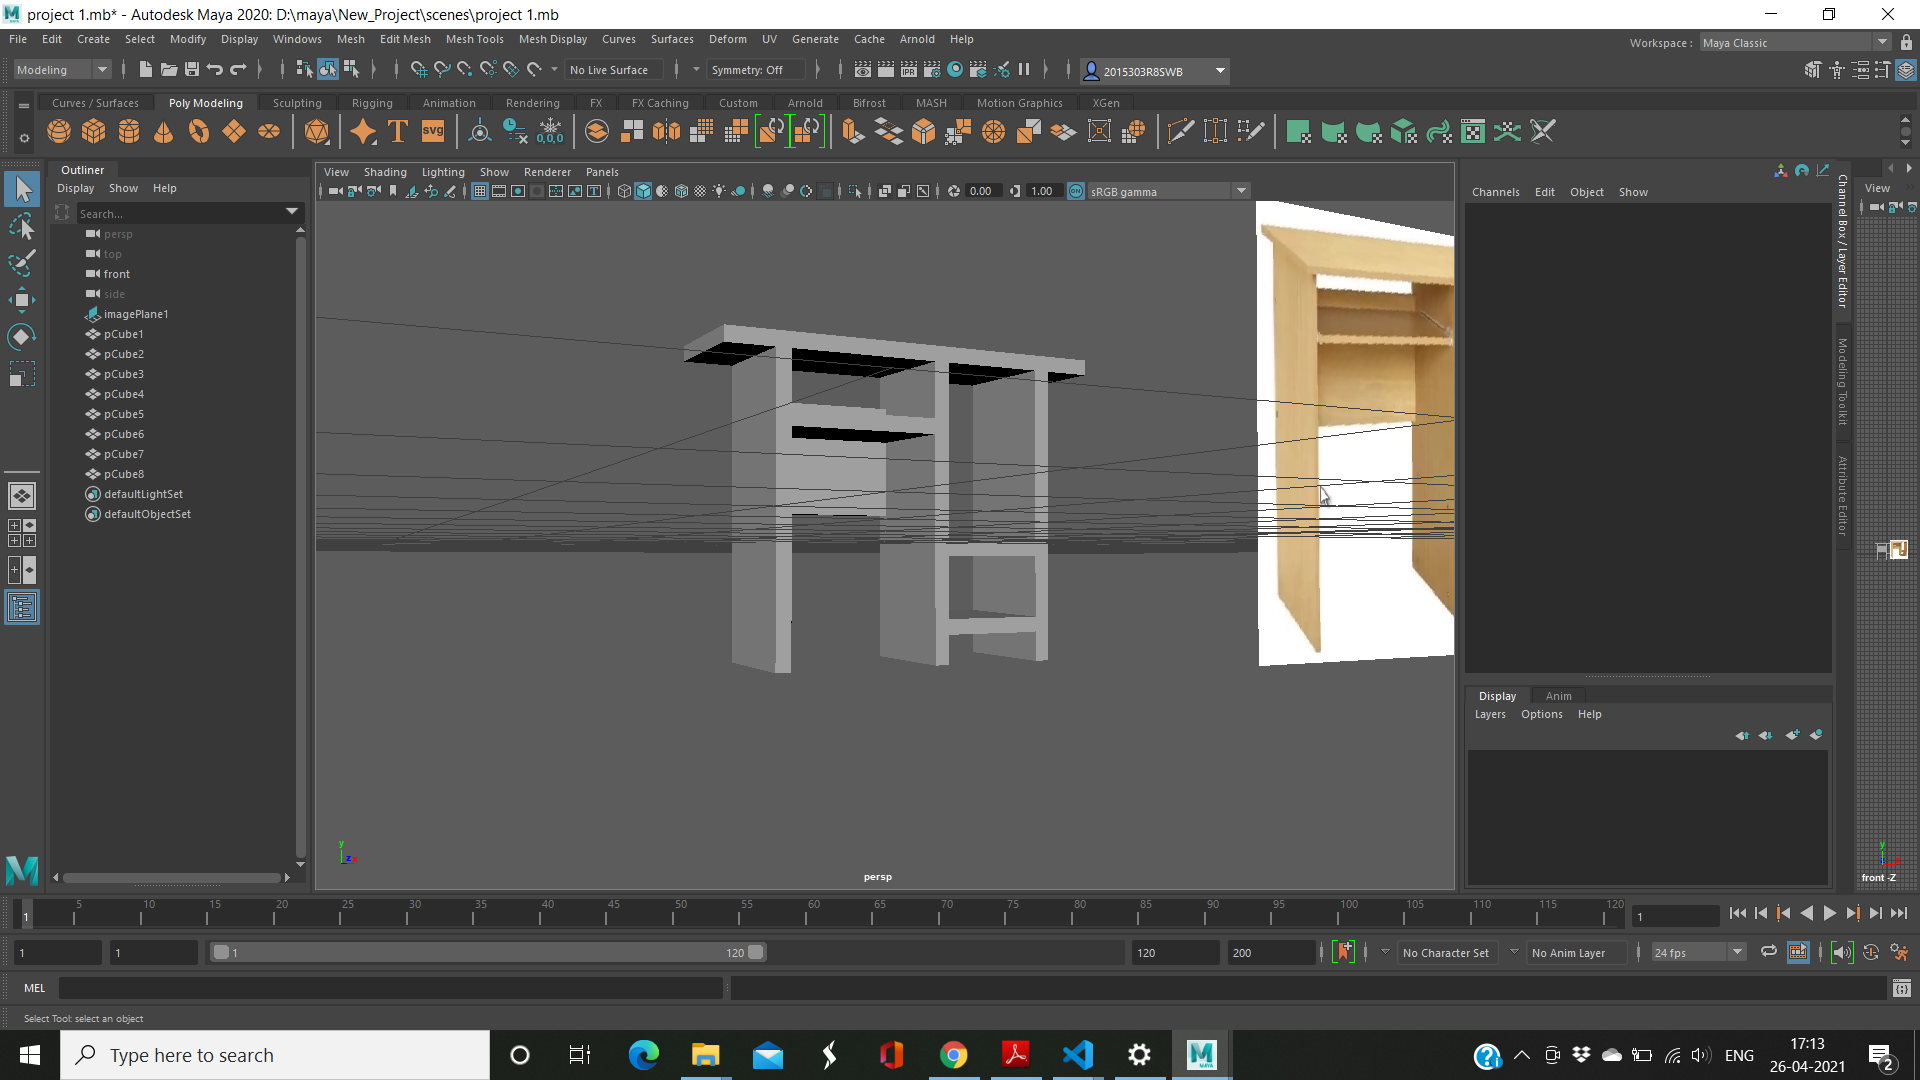 project 1.mb* - Autodesk Maya 2020: D:\maya\New_Project\scenes\project 1.mb
File Edit Create Select Modify Display Windows Mesh Edit Mesh Mesh Tools Mesh Display Curves Surfaces Deform UV Generate Cache Arnold Help
Workspace : Maya Classic
Modeling No Live Surface Symmetry: Off 2015303R8SWB
Curves / Surfaces Poly Modeling Sculpting Rigging Animation Rendering FX FX Caching Custom Arnold Bifrost MASH Motion Graphics XGen
T SVG 0,0,0
IPR
Outliner
Display Show Help
Search...
persp
top
front
side
imagePlane1
pCube1
pCube2
pCube3
pCube4
pCube5
pCube6
pCube7
pCube8
defaultLightSet
defaultObjectSet
View Shading Lighting Show Renderer Panels
0.00 1.00 ON sRGB gamma
y
z
persp
Channels Edit Object Show
Channel Box / Layer Editor
Modeling Toolkit
Attribute Editor
View
Display Anim
Layers Options Help
y
front -Z
1 5 10 15 20 25 30 35 40 45 50 55 60 65 70 75 80 85 90 95 100 105 110 115 120 1
1 1 1 120 120 200 No Character Set No Anim Layer 24 fps
MEL
Select Tool: select an object
Type here to search
ENG
17:13
26-04-2021
2